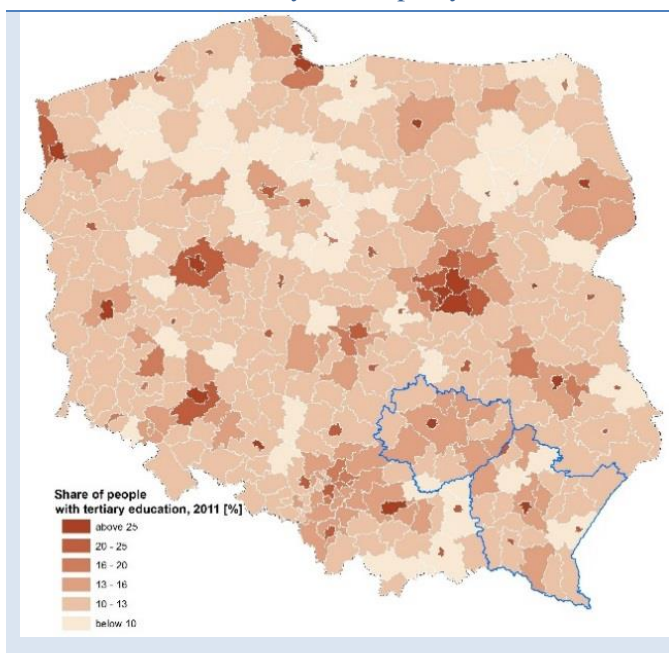 Share of people
with tertiary education, 2011 [%]
above 25
20 - 25
16 - 20
13 - 16
10 - 13
below 10